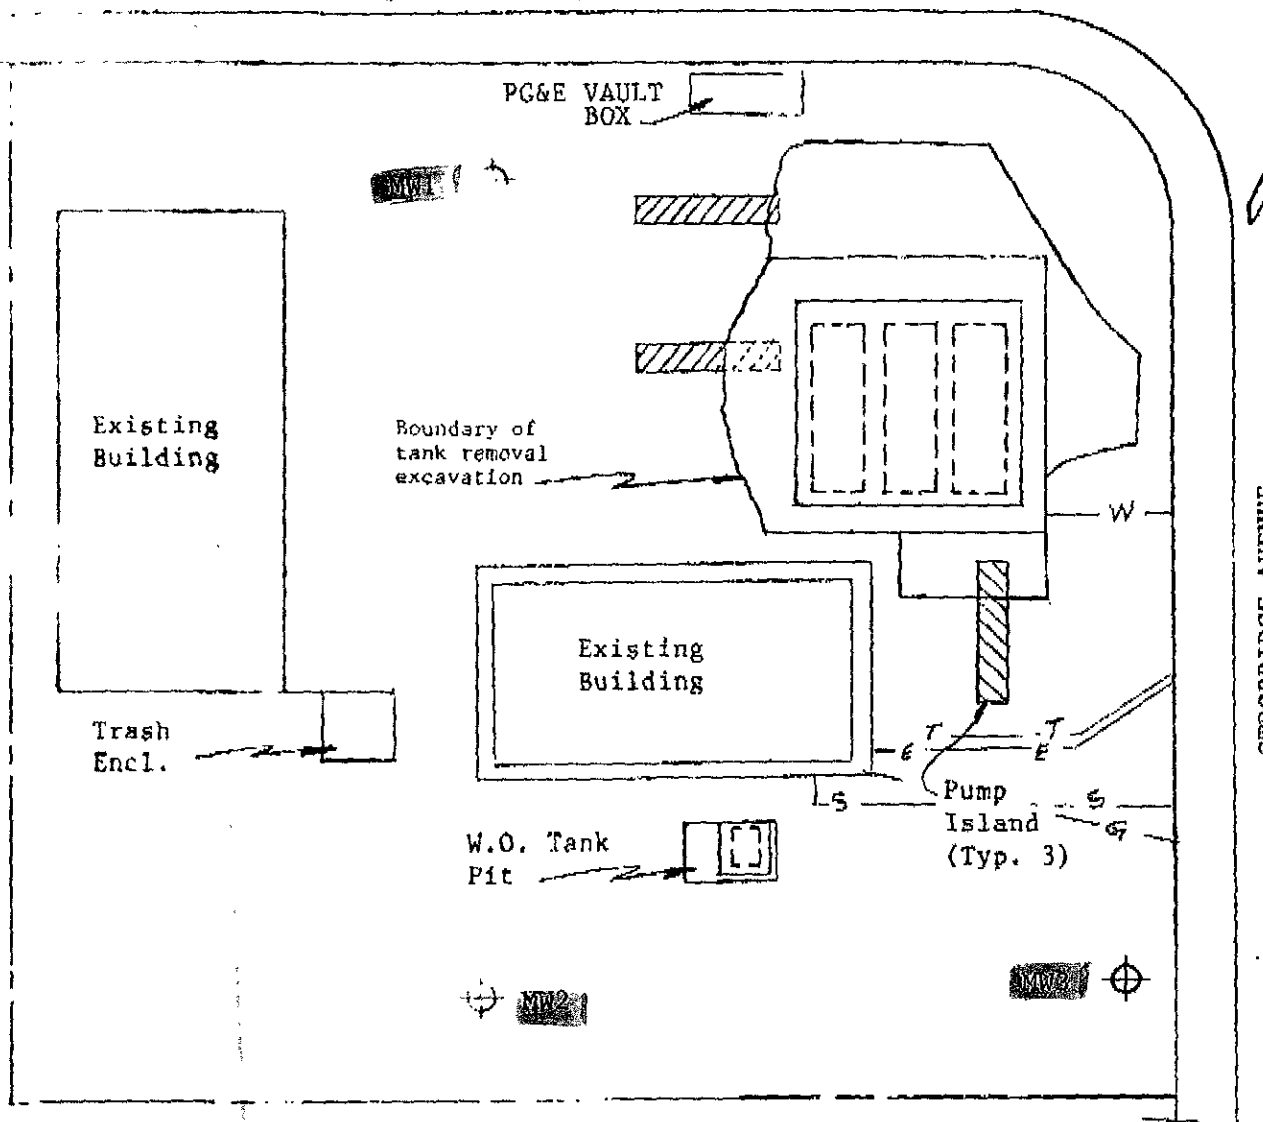 PG&E VAULT
BOX
MW1
Existing
Building
Boundary of
tank removal
excavation
W
Existing
Building
Trash
Encl.
T
T
E
E
S
S
G
Pump
Island
(Typ. 3)
W.O. Tank
Pit
MW2
MW3